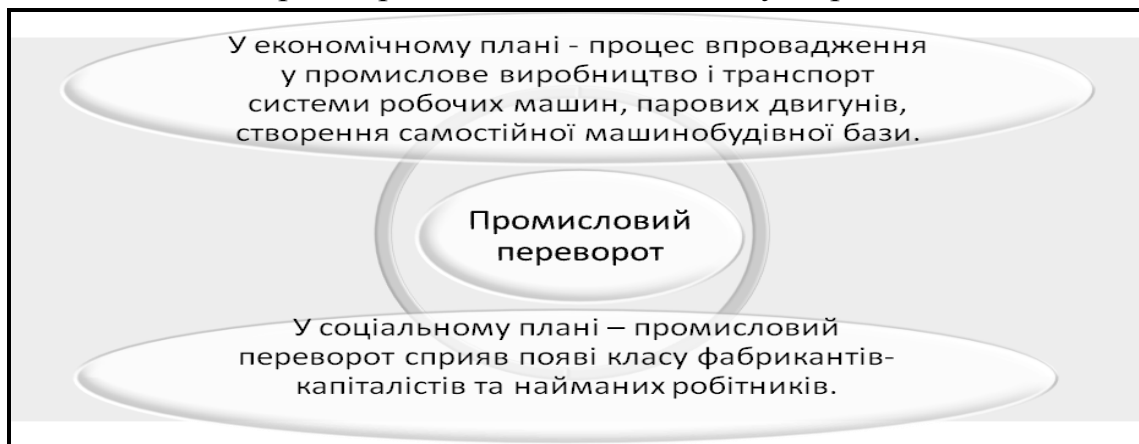 У економічному плані - процес впровадження
у промислове виробництво і транспорт
системи робочих машин, парових двигунів,
створення самостійної машинобудівної бази.
Промисловий
переворот
У соціальному плані – промисловий
переворот сприяв появі класу фабрикантів-
капіталістів та найманих робітників.